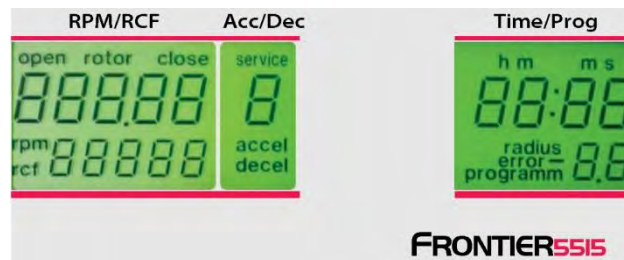 RPM/RCF Acc/Dec Time/Prog
open rotor close service h m m s
88888 8 88:88
rpm 88888 accel radius
rcf decel error
programm 8.8
FRONTIER5515